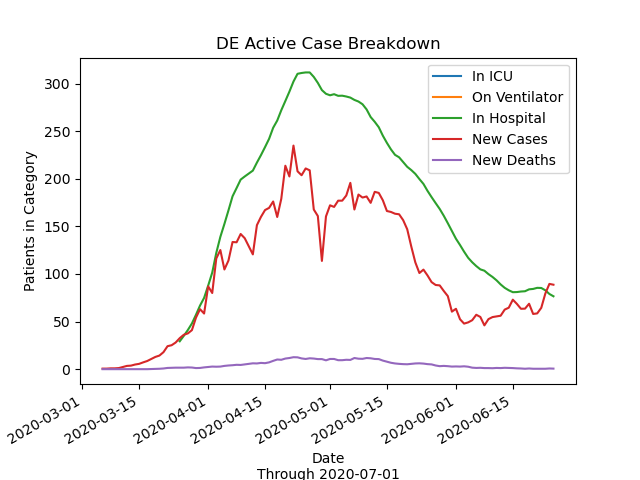 DE Active Case Breakdown
Patients in Category
300
250
200
150
100
50
0
In ICU
On Ventilator
In Hospital
New Cases
New Deaths
2020-03-01
2020-03-15
2020-04-01
2020-04-15
2020-05-01
2020-05-15
2020-06-01
2020-06-15
Date
Through 2020-07-01